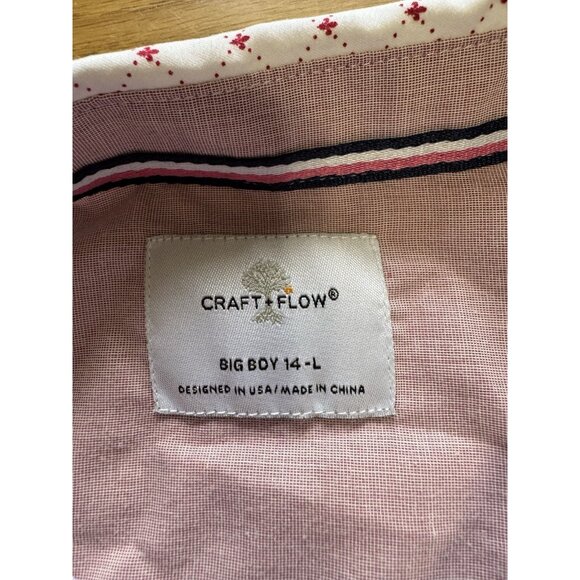 CRAFT+FLOW®
BIG BOY 14-L
DESIGNED IN USA/MADE IN CHINA